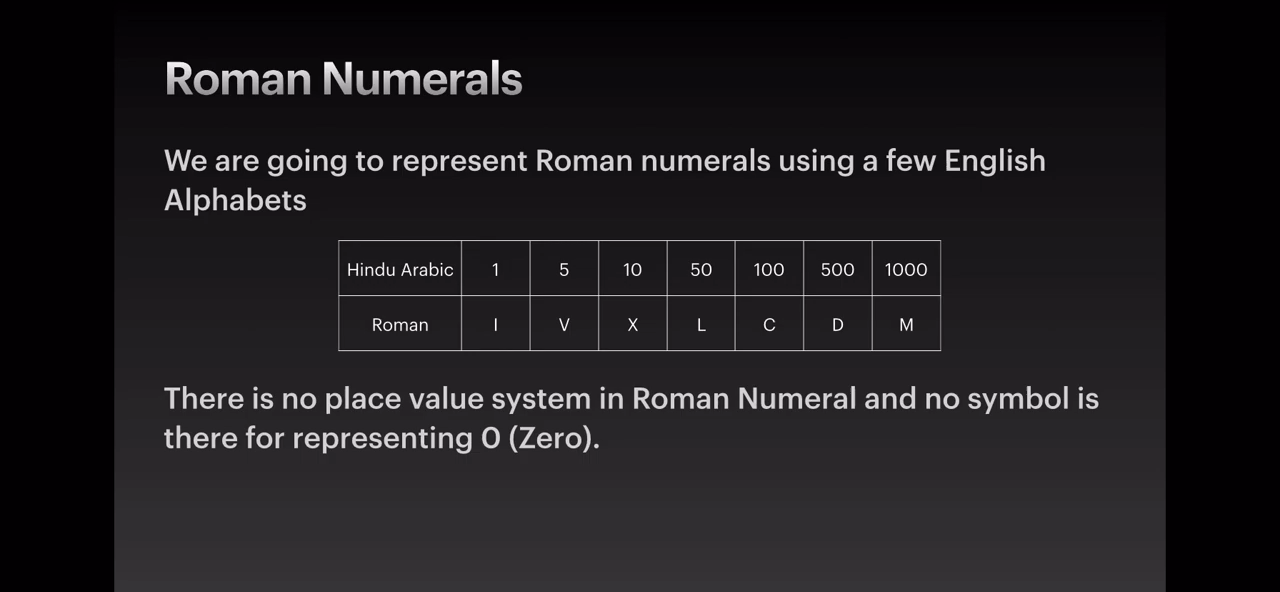 Roman Numerals
We are going to represent Roman numerals using a few English
Alphabets
Hindu Arabic 1 5 10 50 100 500 1000
Roman I V X L C D M
There is no place value system in Roman Numeral and no symbol is
there for representing 0 (Zero).